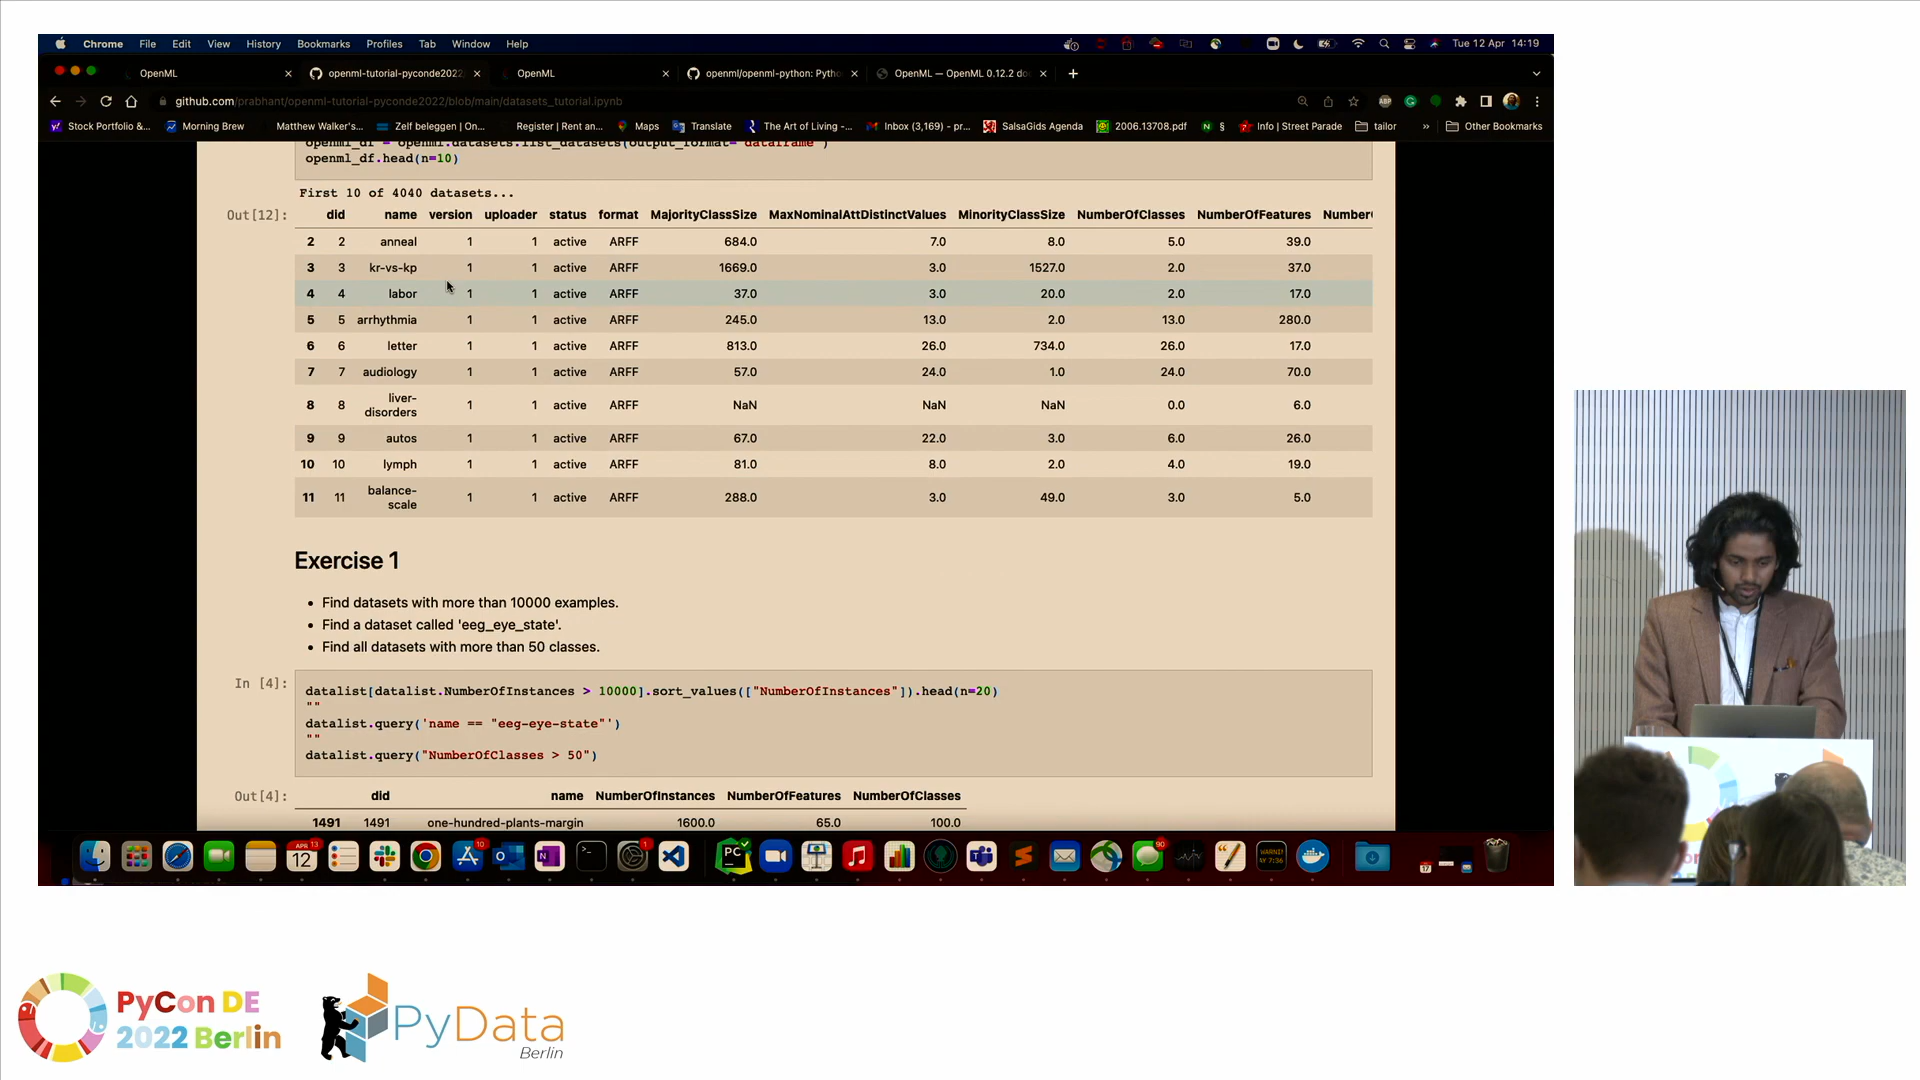 Chrome File Edit View History Bookmarks Profiles Tab Window Help Tue 12 Apr 14:19
OpenML openml-tutorial-pyconde2022 OpenML openml/openml-python: Pytho OpenML — OpenML 0.12.2 do
github.com/prabhant/openml-tutorial-pyconde2022/blob/main/datasets_tutorial.ipynb
Stock Portfolio &... Morning Brew Matthew Walker's... Zelf beleggen | On... Register | Rent an... Maps Translate The Art of Living -... Inbox (3,169) - pr... SalsaGids Agenda 2006.13708.pdf § Info | Street Parade tailor » Other Bookmarks
openml_df = openml.datasets.list_datasets(output_format="dataframe")
openml_df.head(n=10)
First 10 of 4040 datasets...
Out[12]: did name version uploader status format MajorityClassSize MaxNominalAttDistinctValues MinorityClassSize NumberOfClasses NumberOfFeatures Number
2 2 anneal 1 1 active ARFF 684.0 7.0 8.0 5.0 39.0
3 3 kr-vs-kp 1 1 active ARFF 1669.0 3.0 1527.0 2.0 37.0
4 4 labor 1 1 active ARFF 37.0 3.0 20.0 2.0 17.0
5 5 arrhythmia 1 1 active ARFF 245.0 13.0 2.0 13.0 280.0
6 6 letter 1 1 active ARFF 813.0 26.0 734.0 26.0 17.0
7 7 audiology 1 1 active ARFF 57.0 24.0 1.0 24.0 70.0
8 8 liver-disorders 1 1 active ARFF NaN NaN NaN 0.0 6.0
9 9 autos 1 1 active ARFF 67.0 22.0 3.0 6.0 26.0
10 10 lymph 1 1 active ARFF 81.0 8.0 2.0 4.0 19.0
11 11 balance-scale 1 1 active ARFF 288.0 3.0 49.0 3.0 5.0
Exercise 1
• Find datasets with more than 10000 examples.
• Find a dataset called 'eeg_eye_state'.
• Find all datasets with more than 50 classes.
In [4]: datalist[datalist.NumberOfInstances > 10000].sort_values(["NumberOfInstances"]).head(n=20)
""
datalist.query('name == "eeg-eye-state"')
""
datalist.query("NumberOfClasses > 50")
Out[4]: did name NumberOfInstances NumberOfFeatures NumberOfClasses
1491 1491 one-hundred-plants-margin 1600.0 65.0 100.0
PyCon DE
2022 Berlin
PyData
Berlin